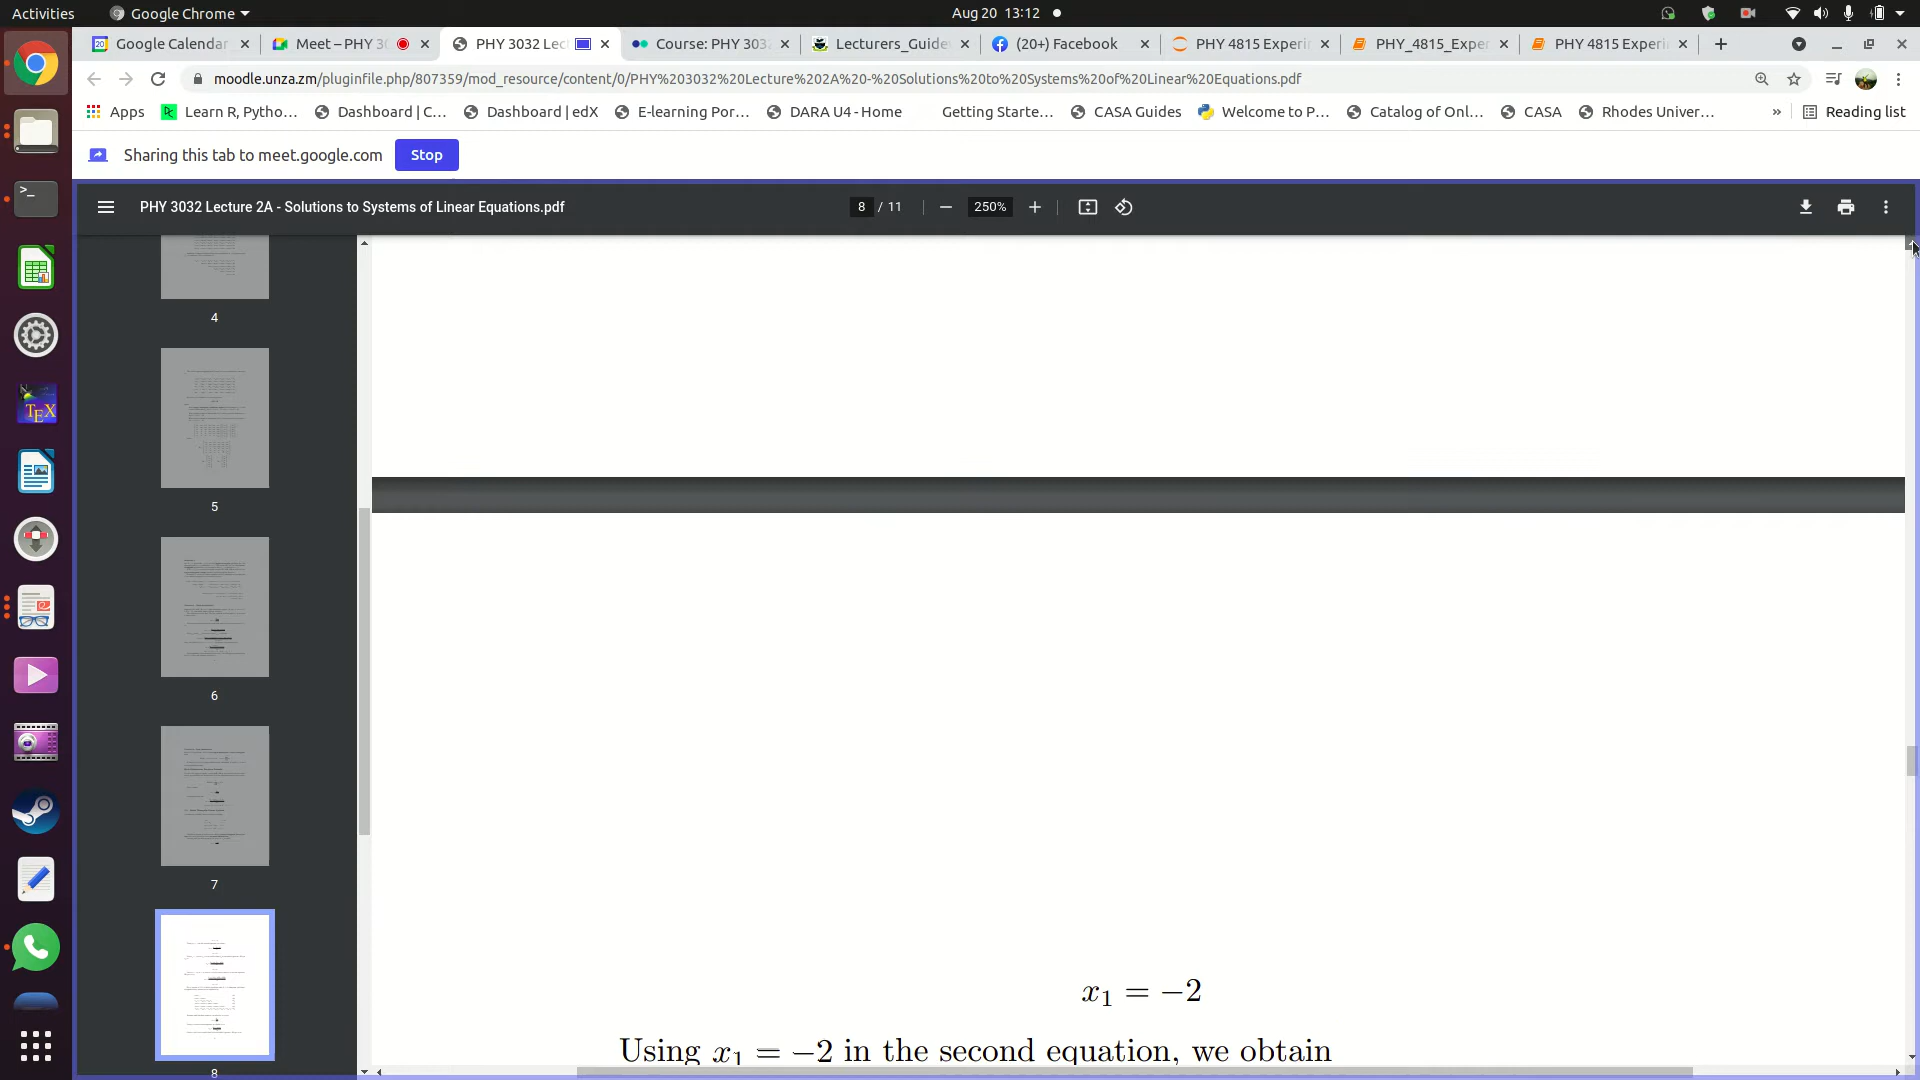 Activities
Google Chrome
Aug 20 13:12
Google Calendar
Meet – PHY 30
PHY 3032 Lec
Course: PHY 303
Lecturers_Guide
(20+) Facebook
PHY 4815 Experi
PHY_4815_Expe
PHY 4815 Experi
moodle.unza.zm/pluginfile.php/807359/mod_resource/content/0/PHY%203032%20Lecture%202A%20-%20Solutions%20to%20Systems%20of%20Linear%20Equations.pdf
Apps
Learn R, Pytho...
Dashboard | C...
Dashboard | edX
E-learning Por...
DARA U4 - Home
Getting Starte...
CASA Guides
Welcome to P...
Catalog of Onl...
CASA
Rhodes Univer...
»
Reading list
Sharing this tab to meet.google.com
Stop
PHY 3032 Lecture 2A - Solutions to Systems of Linear Equations.pdf
8 / 11
250%
4
5
6
7
8
TEX
x₁ = −2
Using x₁ = −2 in the second equation, we obtain